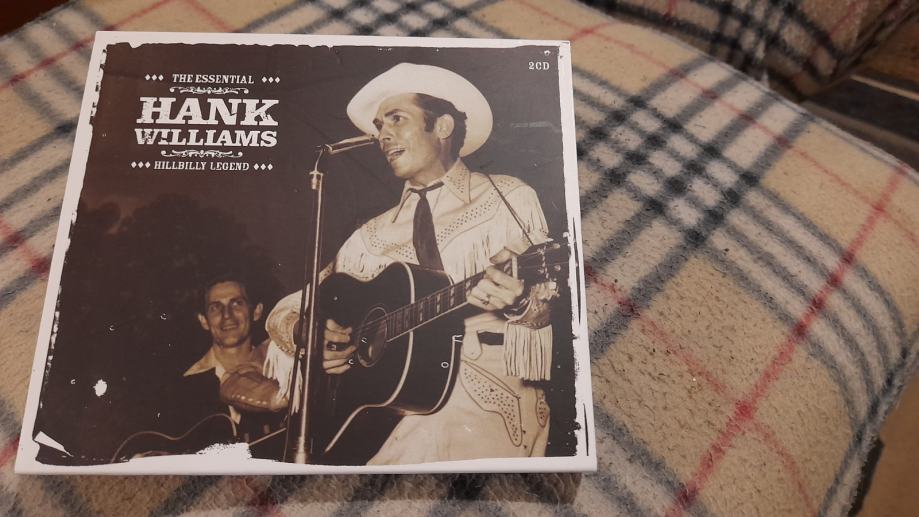 THE ESSENTIAL
HANK
WILLIAMS
HILLBILLY LEGEND
2CD